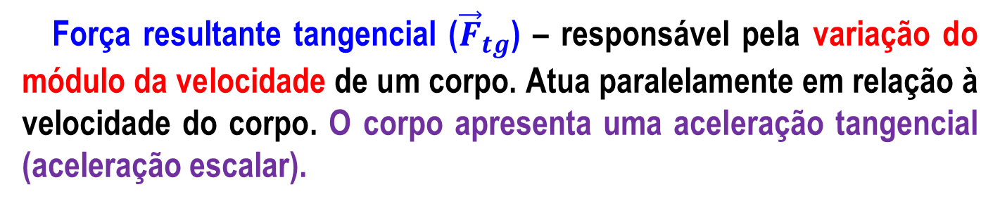 Força resultante tangencial (F⃗tg) – responsável pela variação do
módulo da velocidade de um corpo. Atua paralelamente em relação à
velocidade do corpo. O corpo apresenta uma aceleração tangencial
(aceleração escalar).